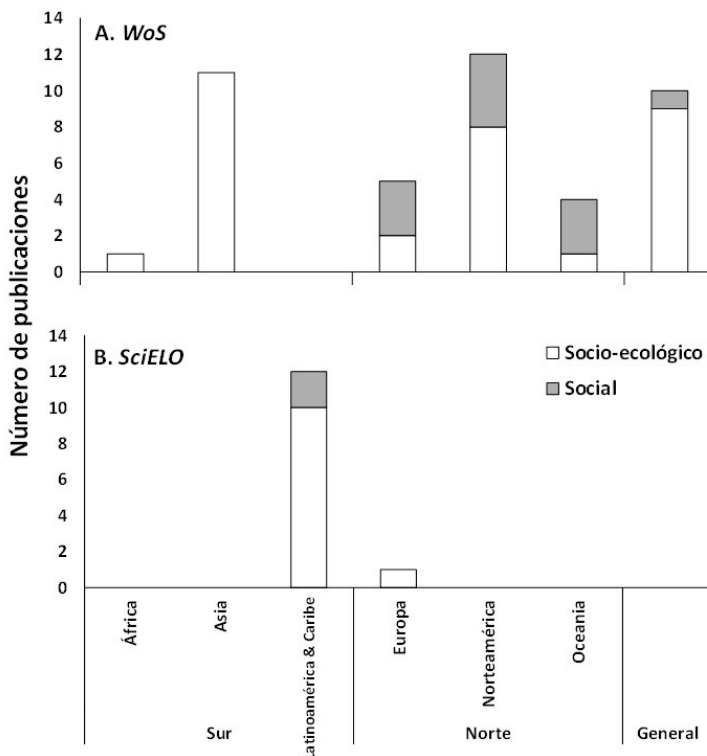 Número de publicaciones
A. WoS
14
12
10
8
6
4
2
0
B. SciELO
14
12
10
8
6
4
2
0
Socio-ecológico
Social
África
Asia
Latinoamérica & Caribe
Europa
Norteamérica
Oceania
Sur
Norte
General